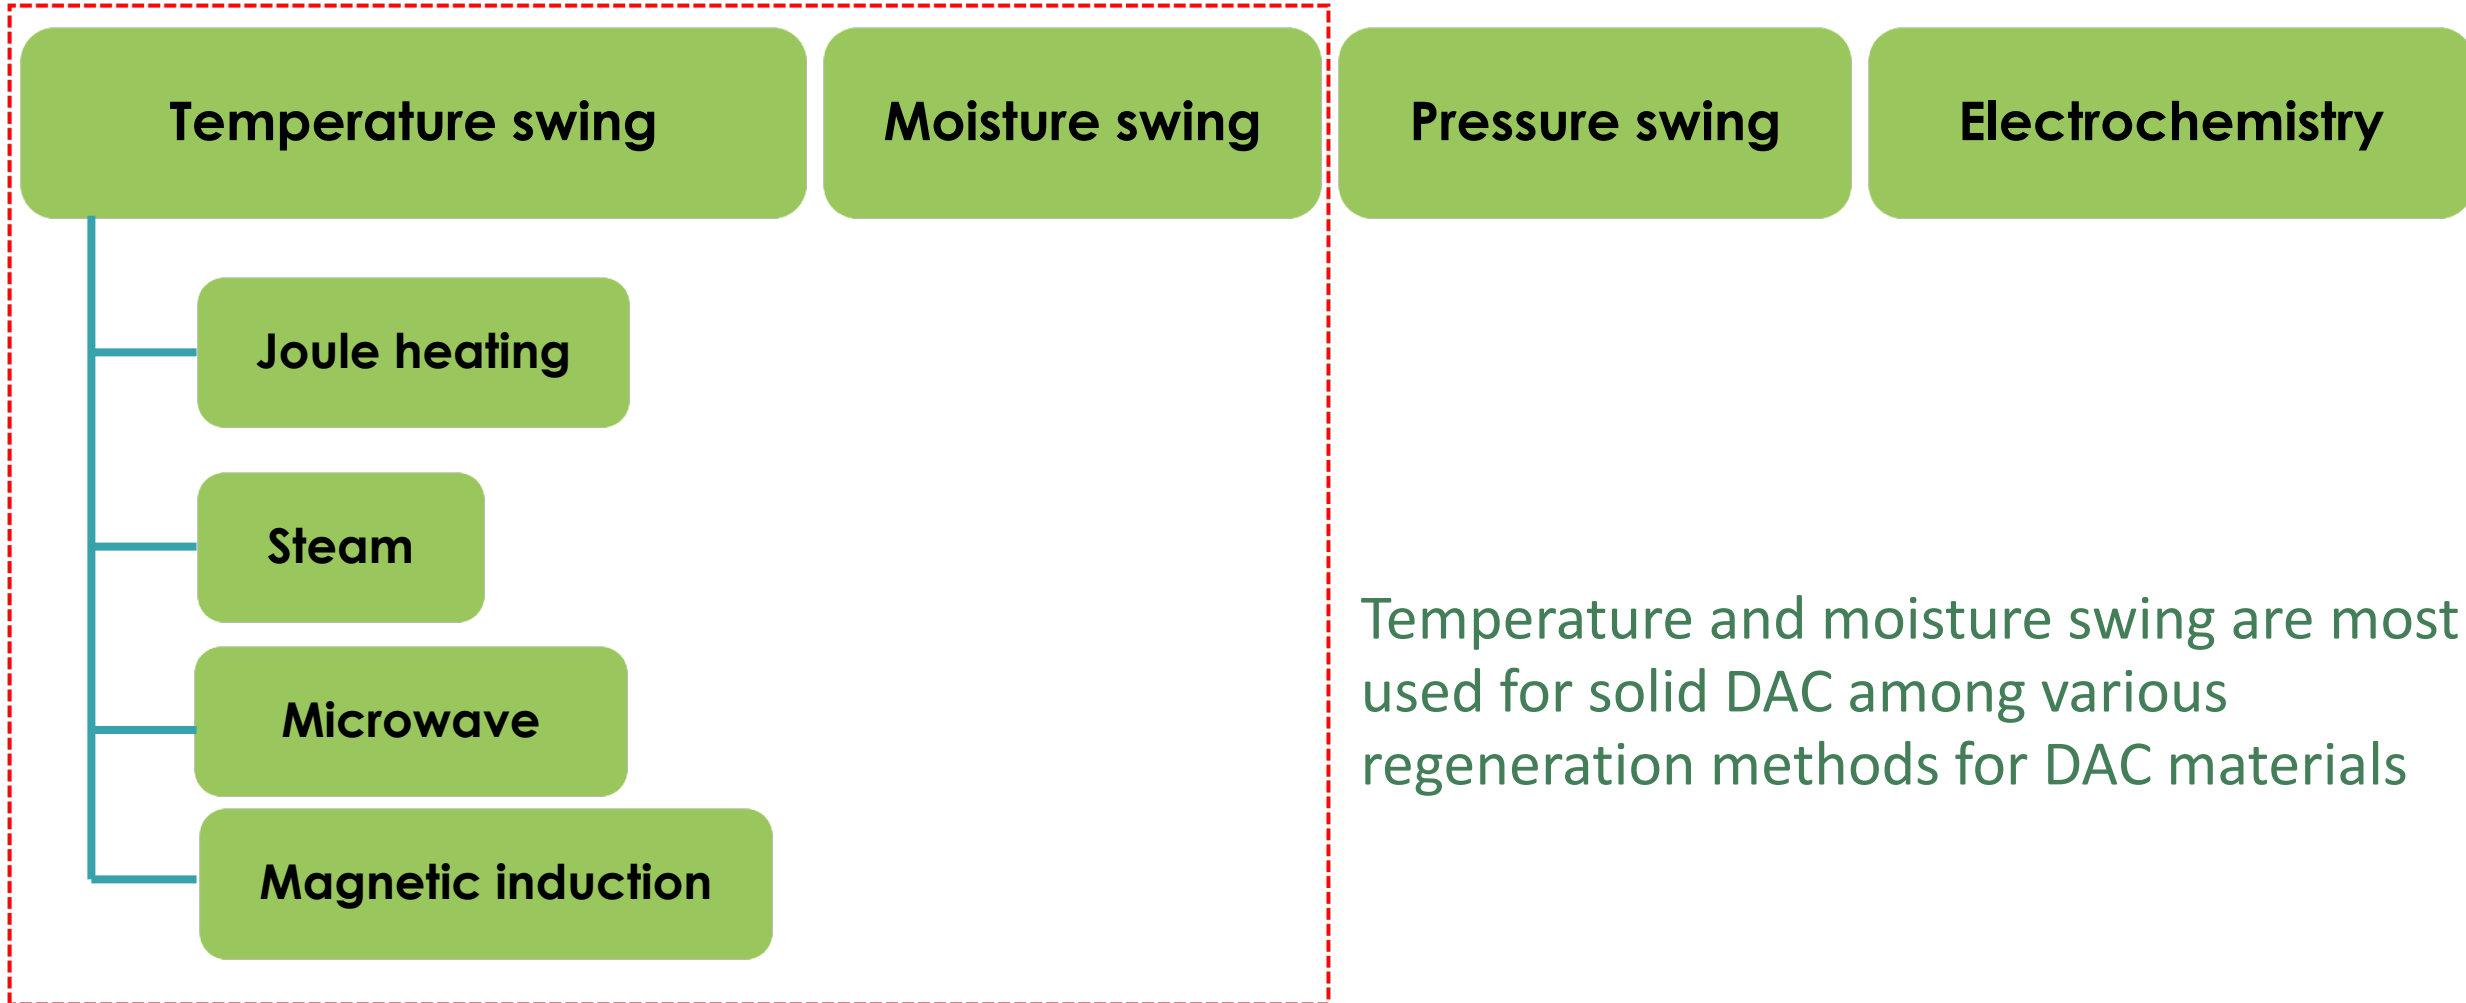 Temperature swing
Moisture swing
Pressure swing
Electrochemistry
Joule heating
Steam
Microwave
Magnetic induction
Temperature and moisture swing are most
used for solid DAC among various
regeneration methods for DAC materials